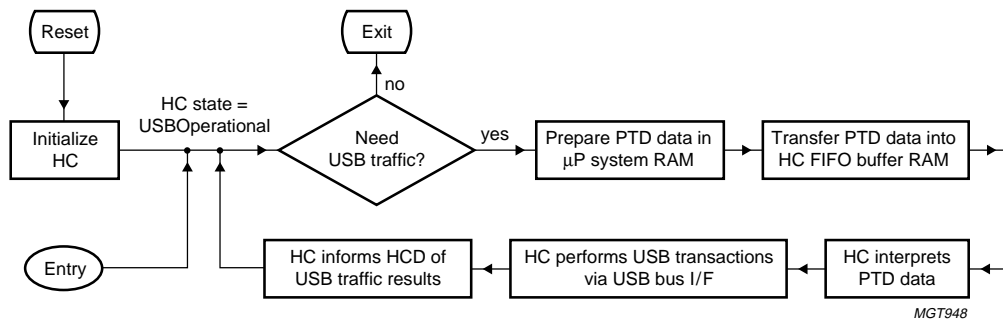 Reset
Exit
no
HC state =
USBOperational
Initialize
HC
Need
USB traffic?
yes
Prepare PTD data in
μP system RAM
Transfer PTD data into
HC FIFO buffer RAM
Entry
HC informs HCD of
USB traffic results
HC performs USB transactions
via USB bus I/F
HC interprets
PTD data
MGT948